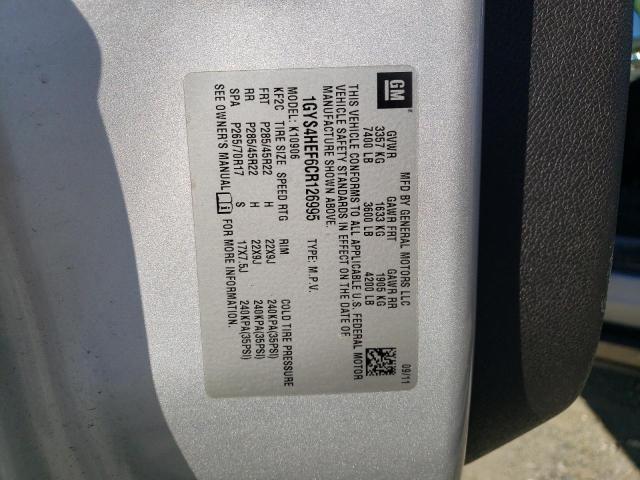 GM
MFD BY GENERAL MOTORS LLC
09/11
GVWR GAWR FRT GAWR RR
3357 KG 1633 KG 1905 KG
7400 LB 3600 LB 4200 LB
THIS VEHICLE CONFORMS TO ALL APPLICABLE U.S. FEDERAL MOTOR
VEHICLE SAFETY STANDARDS IN EFFECT ON THE DATE OF
MANUFACTURE SHOWN ABOVE.
1GYS4HEF6CR126995 TYPE: M.P.V.
MODEL: K10906
KF2C TIRE SIZE SPEED RTG RIM COLD TIRE PRESSURE
FRT P285/45R22 H 22X9J 240KPA(35PSI)
RR P285/45R22 H 22X9J 240KPA(35PSI)
SPA P265/70R17 S 17X7.5J 240KPA(35PSI)
SEE OWNER'S MANUAL FOR MORE INFORMATION.